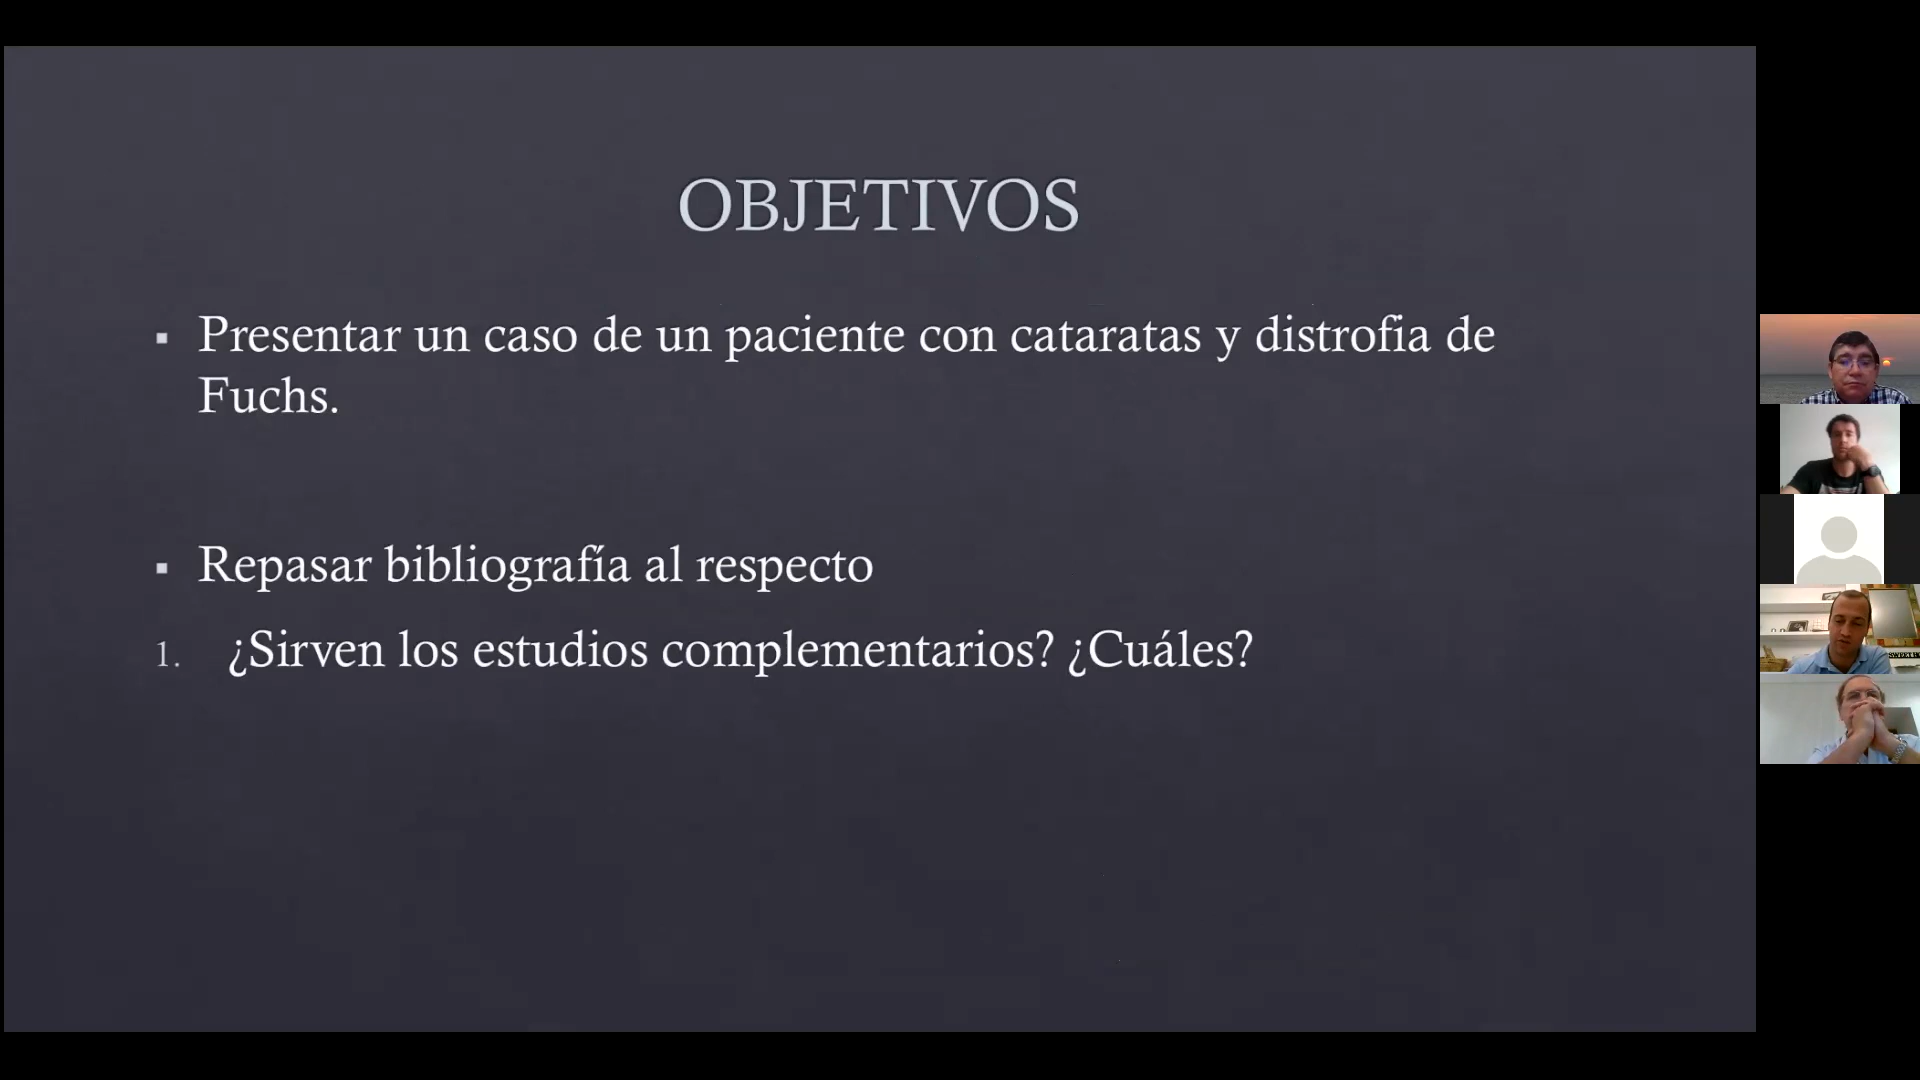 OBJETIVOS
▪ Presentar un caso de un paciente con cataratas y distrofia de
Fuchs.
▪ Repasar bibliografía al respecto
1. ¿Sirven los estudios complementarios? ¿Cuáles?